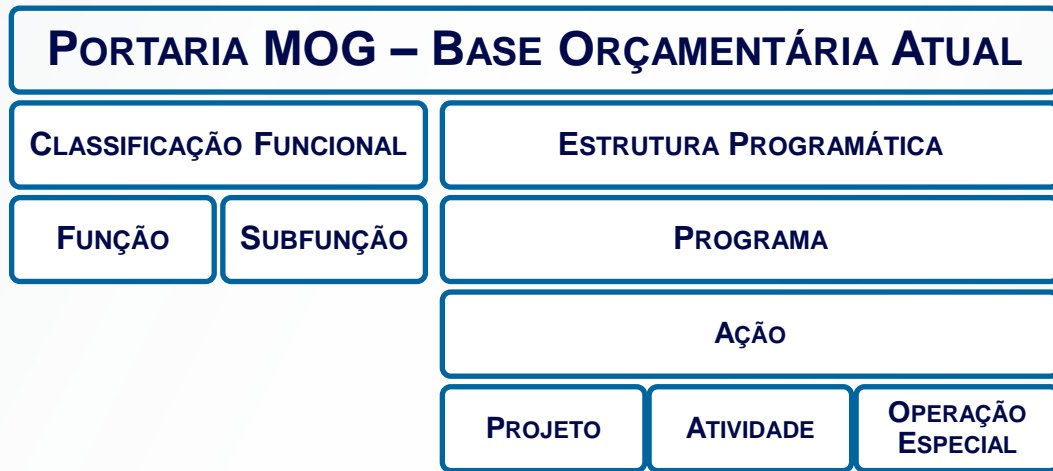 PORTARIA MOG – BASE ORÇAMENTÁRIA ATUAL
CLASSIFICAÇÃO FUNCIONAL
ESTRUTURA PROGRAMÁTICA
FUNÇÃO
SUBFUNÇÃO
PROGRAMA
AÇÃO
PROJETO
ATIVIDADE
OPERAÇÃO
ESPECIAL